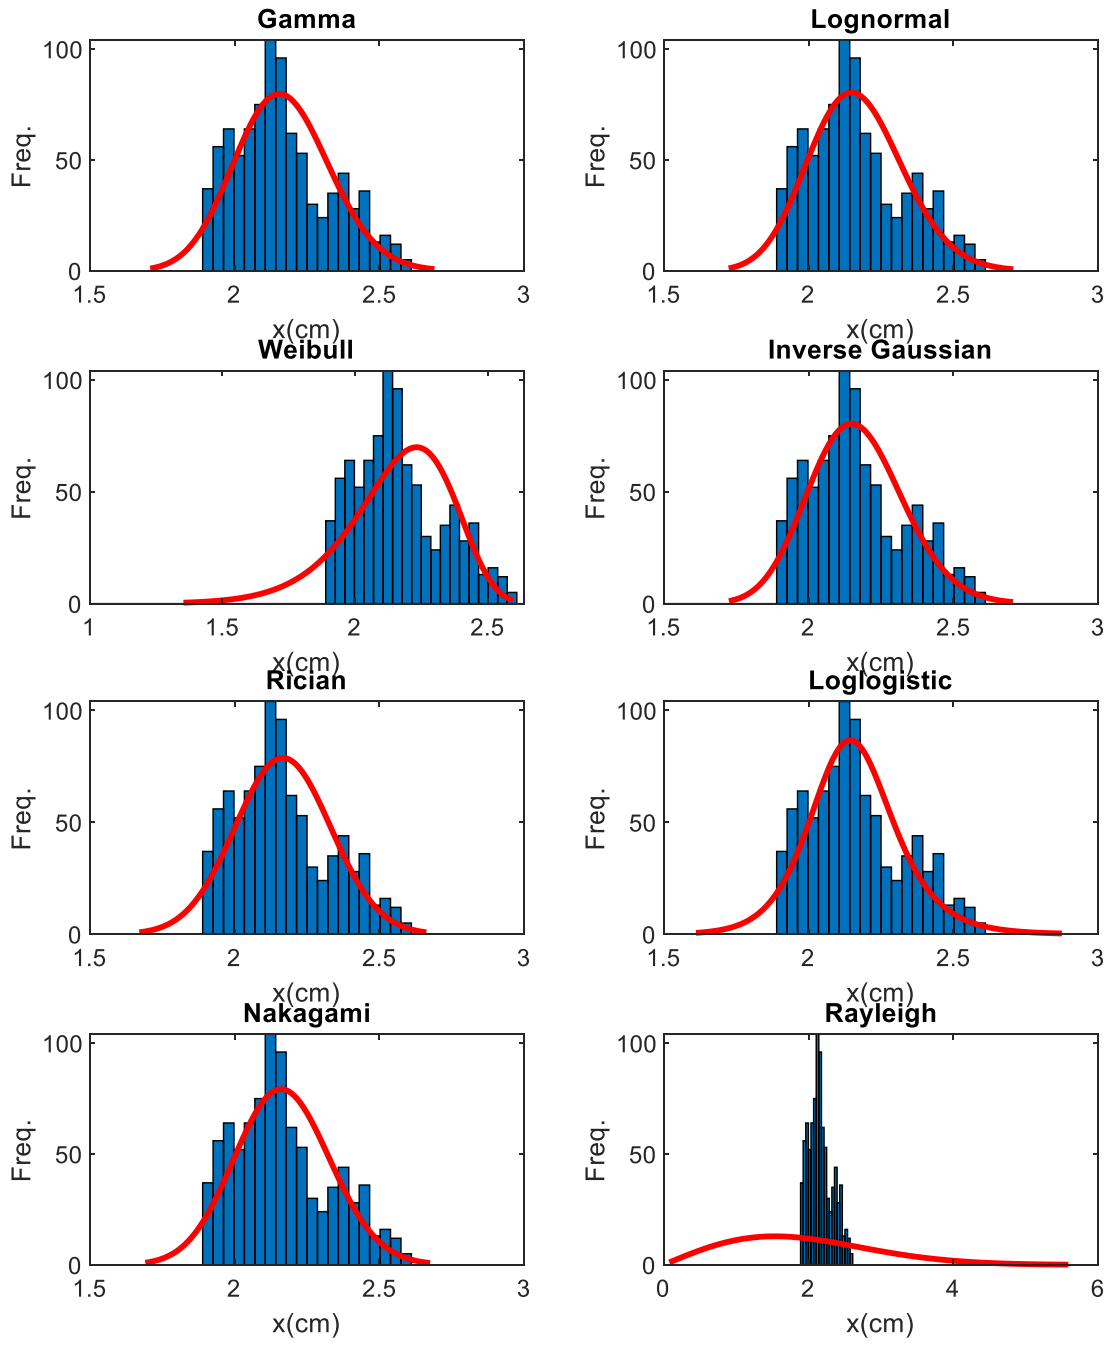 Gamma
Lognormal
100
50
0
Freq.
1.5 2 2.5 3
x(cm)
100
50
0
Freq.
1.5 2 2.5 3
x(cm)
Weibull
Inverse Gaussian
100
50
0
Freq.
1 1.5 2 2.5
x(cm)
100
50
0
Freq.
1.5 2 2.5 3
x(cm)
Rician
Loglogistic
100
50
0
Freq.
1.5 2 2.5 3
x(cm)
100
50
0
Freq.
1.5 2 2.5 3
x(cm)
Nakagami
Rayleigh
100
50
0
Freq.
1.5 2 2.5 3
x(cm)
100
50
0
Freq.
0 2 4 6
x(cm)